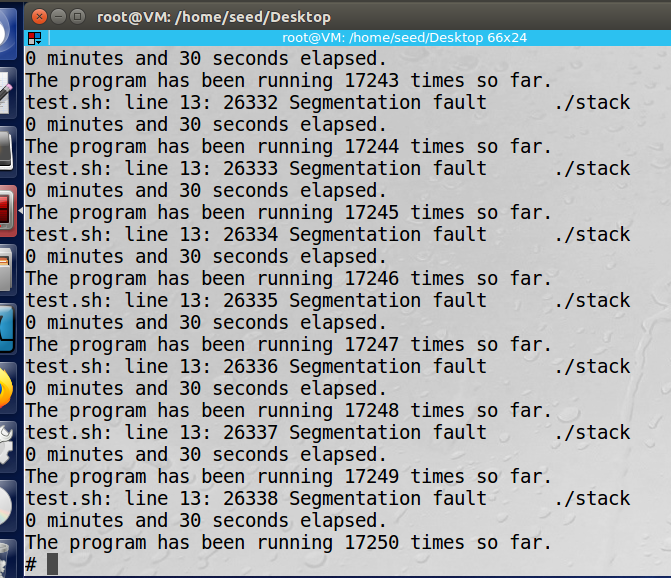 root@VM: /home/seed/Desktop
root@VM: /home/seed/Desktop 66x24
0 minutes and 30 seconds elapsed.
The program has been running 17243 times so far.
test.sh: line 13: 26332 Segmentation fault      ./stack
0 minutes and 30 seconds elapsed.
The program has been running 17244 times so far.
test.sh: line 13: 26333 Segmentation fault      ./stack
0 minutes and 30 seconds elapsed.
The program has been running 17245 times so far.
test.sh: line 13: 26334 Segmentation fault      ./stack
0 minutes and 30 seconds elapsed.
The program has been running 17246 times so far.
test.sh: line 13: 26335 Segmentation fault      ./stack
0 minutes and 30 seconds elapsed.
The program has been running 17247 times so far.
test.sh: line 13: 26336 Segmentation fault      ./stack
0 minutes and 30 seconds elapsed.
The program has been running 17248 times so far.
test.sh: line 13: 26337 Segmentation fault      ./stack
0 minutes and 30 seconds elapsed.
The program has been running 17249 times so far.
test.sh: line 13: 26338 Segmentation fault      ./stack
0 minutes and 30 seconds elapsed.
The program has been running 17250 times so far.
#